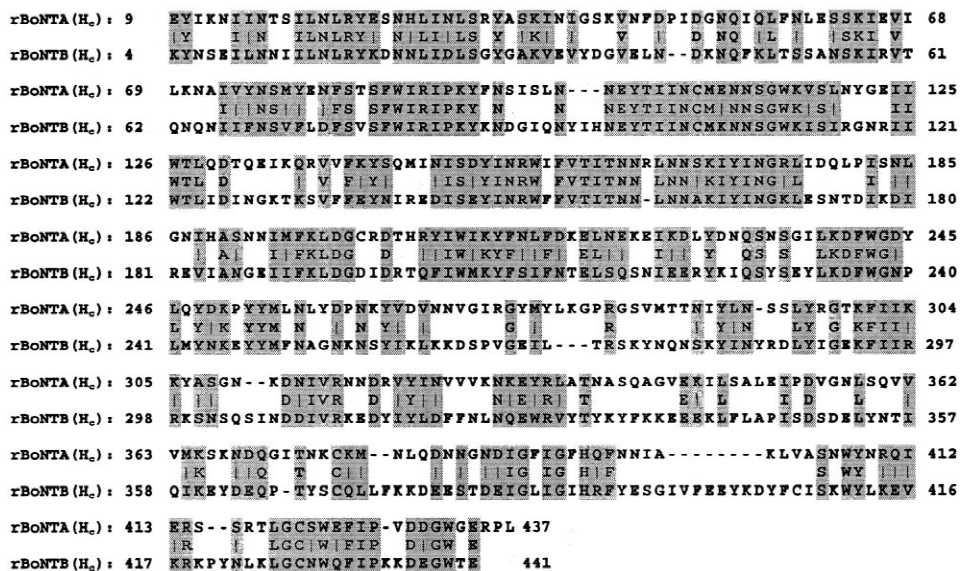 rBoNTA(Hc): 9 EYIKNIINTSILNLRYESNHLINLSRYASKINIGSKVNFDPIDGNQIQLFNLESSKIEVI 68
|Y I|N ILNLRY| N|LI|LS Y |K| | V | D NQ |L | |SKI V
rBoNTB(Hc): 4 KYNSEILNNIILNLRYKDNNLIDLSGYGAKVEVYDGVELN--DKNQFKLTSSANSKIRVT 61
rBoNTA(Hc): 69 LKNAIVYNSMYENFSTSFWIRIPKYFNSISLN---NEYTIINCMENNSGWKVSLNYGEII 125
I||NS|| |FS SFWIRIPKY N N NEYTIINCM|NNSGWK|S| | II
rBoNTB(Hc): 62 QNQNIIFNSVFLDFSVSFWIRIPKYKNDGIQNYIHNEYTIINCMKNNSGWKISIRGNRII 121
rBoNTA(Hc): 126 WTLQDTQEIKQRVVFKYSQMINISDYINRWIFVTITNNRLNNSKIYINGRLIDQLPISNL 185
WTL D K V F|Y| |IS|YINRW FVTITNN LNN|KIYING|L I ||
rBoNTB(Hc): 122 WTLIDINGKTKSVFFEYNIREDISEYINRWFFVTITNN-LNNAKIYINGKLESNTDIKDI 180
rBoNTA(Hc): 186 GNIHASNNIMFKLDGCRDTHRYIWIKYFNLFDKELNEKEIKDLYDNQSNSGILKDFWGDY 245
| A| I|FKLDG D ||IW|KYF||F| EL|| I||| Y QS S LKDFWG|
rBoNTB(Hc): 181 REVIANGEIIFKLDGDIDRTQFIWMKYFSIFNTELSQSNIEERYKIQSYSEYLKDFWGNP 240
rBoNTA(Hc): 246 LQYDKPYYMLNLYDPNKYVDVNNVGIRGYMYLKGPRGSVMTTNIYLN-SSLYRGTKFIIK 304
L Y|K YYM N |N Y| | G | R |Y|N LY G KFII|
rBoNTB(Hc): 241 LMYNKEYYMFNAGNKNSYIKLKKDSPVGEIL---TRSKYNQNSKYINYRDLYIGEKFIIR 297
rBoNTA(Hc): 305 KYASGN--KDNIVRNNDRVYINVVVKNKEYRLATNASQAGVEKILSALEIPDVGNLSQVV 362
| | | D|IVR D |Y|| N|E|R| T E| L I D L |
rBoNTB(Hc): 298 RKSNSQSINDDIVRKEDYIYLDFFNLNQEWRVYTYKYFKKEEEKLFLAPISDSDELYNTI 357
rBoNTA(Hc): 363 VMKSKNDQGITNKCKM--NLQDNNGNDIGFIGFHQFNNIA------KLVASNWYNRQI 412
|K ||Q T C|| | | |IG IG H|F S WY |||
rBoNTB(Hc): 358 QIKEYDEQP-TYSCQLLFKKDEESTDEIGLIGIHRFYESGIVFEEYKDYFCISKWYLKEV 416
rBoNTA(Hc): 413 ERS--SRTLGCSWEFIP-VDDGWGERPL 437
|R | LGC|W|FIP D|GW E
rBoNTB(Hc): 417 KRKPYNLKLGCNWQFIPKKDEGWTE 441